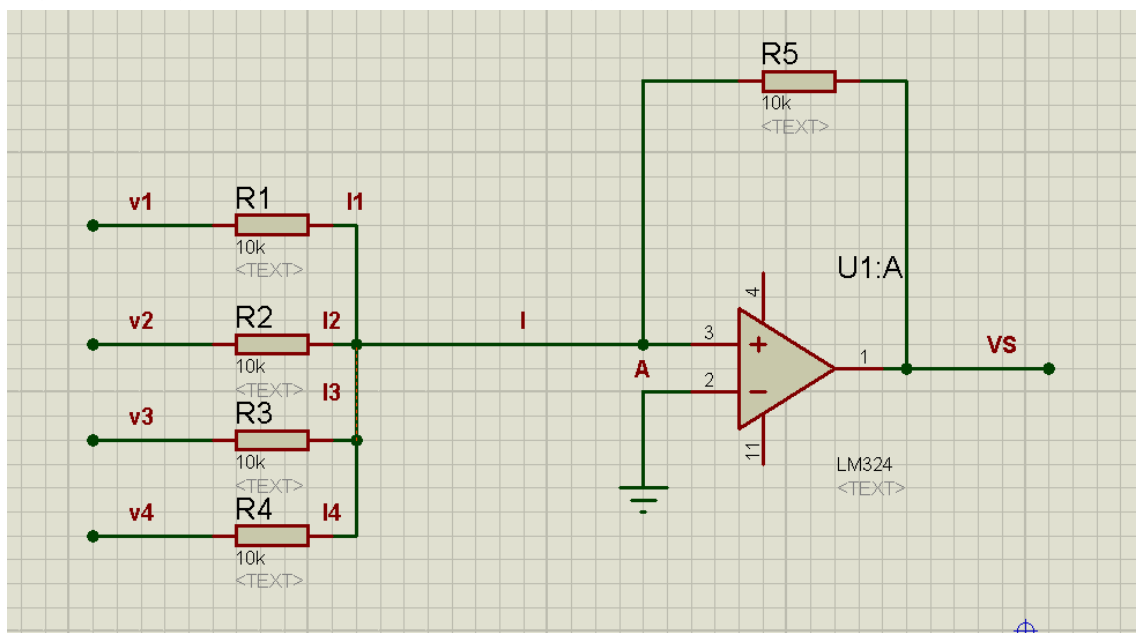 R5
10k
<TEXT>
v1
R1
I1
10k
<TEXT>
U1:A
v2
R2
I2
I
4
3
+
10k
<TEXT>
A
1
VS
I3
2
−
v3
R3
10k
<TEXT>
11
LM324
<TEXT>
v4
R4
I4
10k
<TEXT>